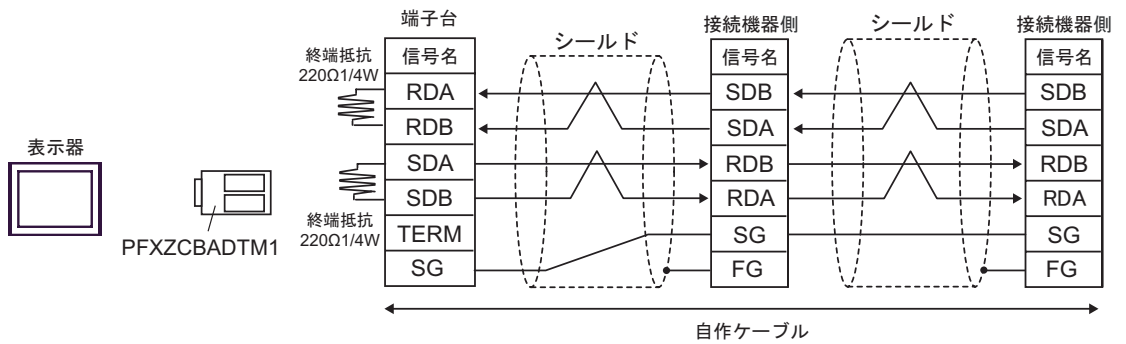 表示器
PFXZCBADTM1
終端抵抗
220Ω1/4W
終端抵抗
220Ω1/4W
端子台
信号名
RDA
RDB
SDA
SDB
TERM
SG
シールド
接続機器側
信号名
SDB
SDA
RDB
RDA
SG
FG
シールド
接続機器側
信号名
SDB
SDA
RDB
RDA
SG
FG
自作ケーブル